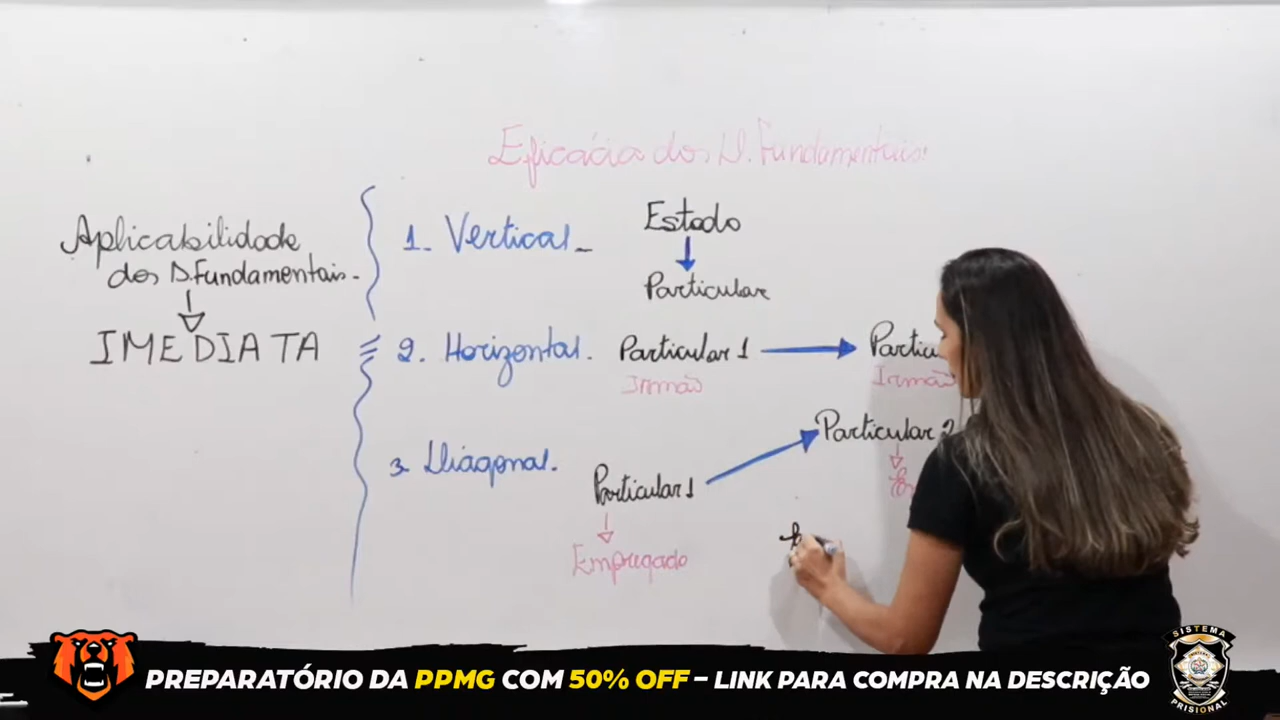 Eficácia dos D. Fundamentais:
Aplicabilidade
dos D. Fundamentais.
IMEDIATA
1. Vertical.
Estado
Particular
2. Horizontal. Particular 1
Irmão
Irmão
3. Diagonal.
Particular 1
Particular 2
Empregado
PREPARATÓRIO DA PPMG COM 50% OFF – LINK PARA COMPRA NA DESCRIÇÃO
SISTEMA
PRISIONAL